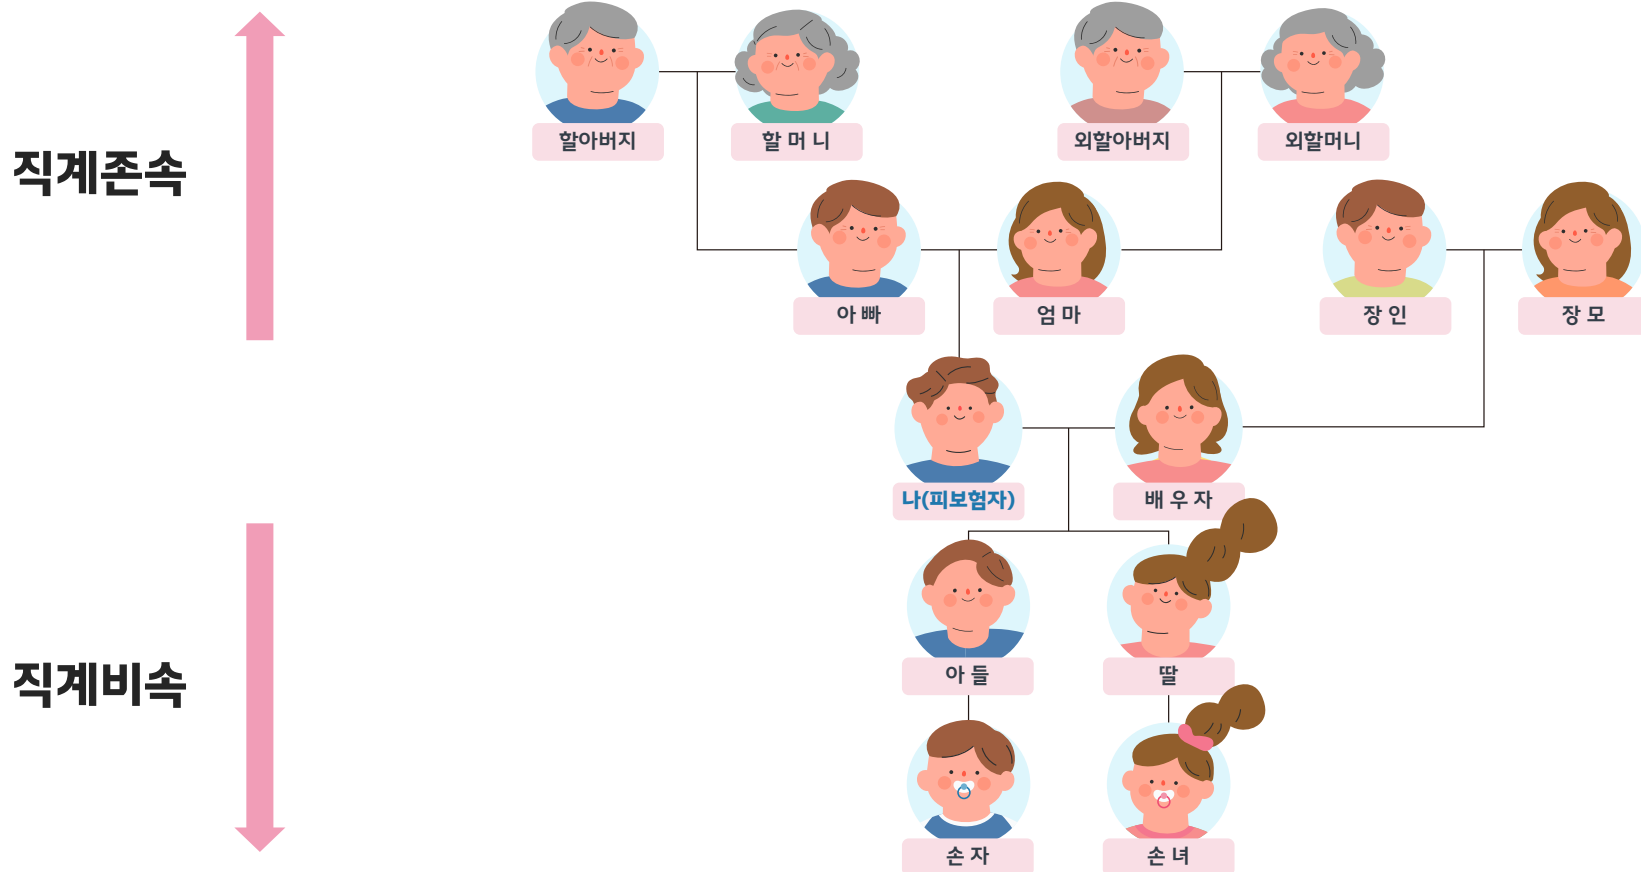 할아버지
할 머 니
외할아버지
외할머니
직계존속
아 빠
엄 마
장 인
장 모
나(피보험자)
배 우 자
직계비속
아 들
딸
손 자
손 녀